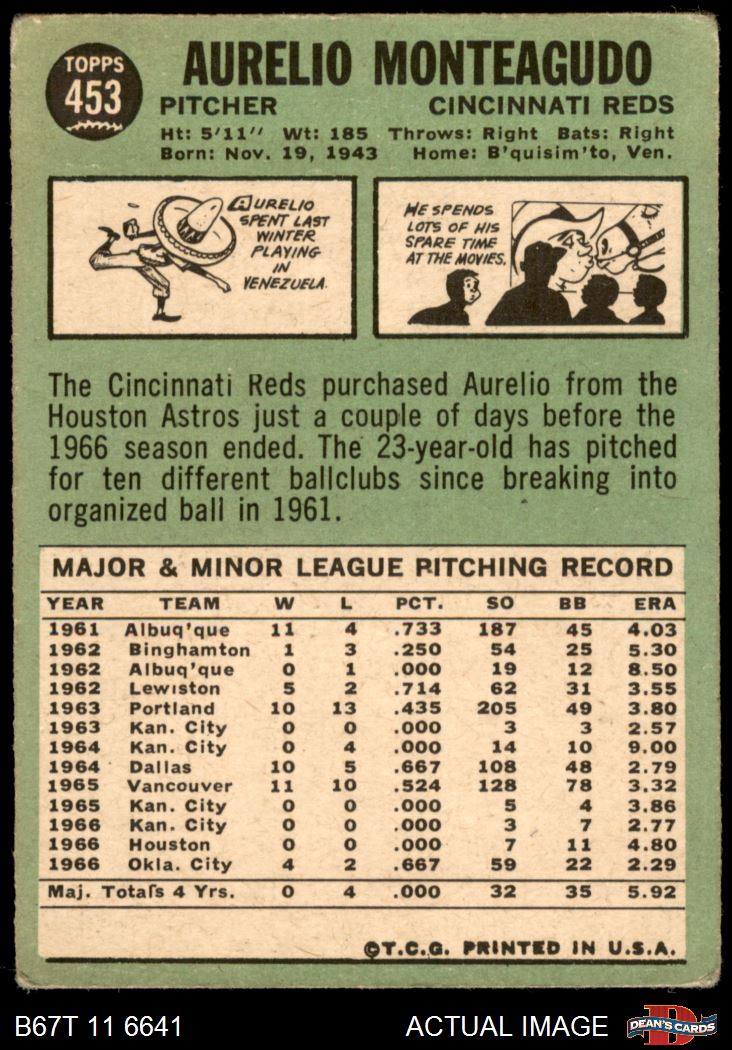 TOPPS
453
AURELIO MONTEAGUDO
PITCHER CINCINNATI REDS
Ht: 5'11" Wt: 185 Throws: Right Bats: Right
Born: Nov. 19, 1943 Home: B'quisim'to, Ven.
AURELIO
SPENT LAST
WINTER
PLAYING
IN
VENEZUELA.
HE SPENDS
LOTS OF HIS
SPARE TIME
AT THE MOVIES.
The Cincinnati Reds purchased Aurelio from the
Houston Astros just a couple of days before the
1966 season ended. The 23-year-old has pitched
for ten different ballclubs since breaking into
organized ball in 1961.
MAJOR & MINOR LEAGUE PITCHING RECORD
YEAR TEAM W L PCT. SO BB ERA
1961 Albuq'que 11 4 .733 187 45 4.03
1962 Binghamton 1 3 .250 54 25 5.30
1962 Albuq'que 0 1 .000 19 12 8.50
1962 Lewiston 5 2 .714 62 31 3.55
1963 Portland 10 13 .435 205 49 3.80
1963 Kan. City 0 0 .000 3 3 2.57
1964 Kan. City 0 4 .000 14 10 9.00
1964 Dallas 10 5 .667 108 48 2.79
1965 Vancouver 11 10 .524 128 78 3.32
1965 Kan. City 0 0 .000 5 4 3.86
1966 Kan. City 0 0 .000 3 7 2.77
1966 Houston 0 0 .000 7 11 4.80
1966 Okla. City 4 2 .667 59 22 2.29
Maj. Totals 4 Yrs. 0 4 .000 32 35 5.92
©T.C.G. PRINTED IN U.S.A.
B67T 11 6641 ACTUAL IMAGE
D
DEAN'S CARDS